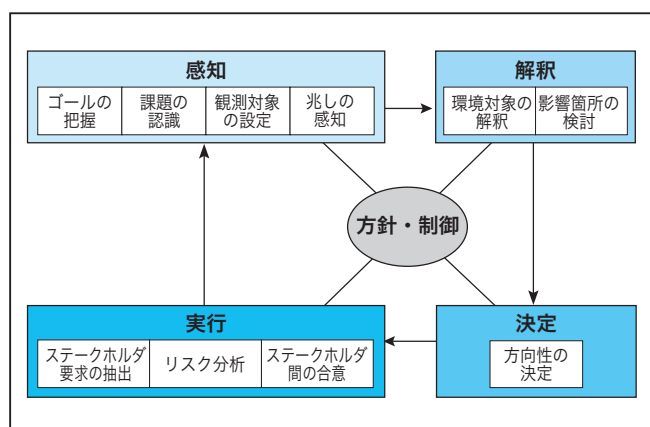 感知
ゴールの
把握
課題の
認識
観測対象
の設定
兆しの
感知
解釈
環境対象の
解釈
影響箇所の
検討
方針・制御
実行
ステークホルダ
要求の抽出
リスク分析
ステークホルダ
間の合意
決定
方向性の
決定